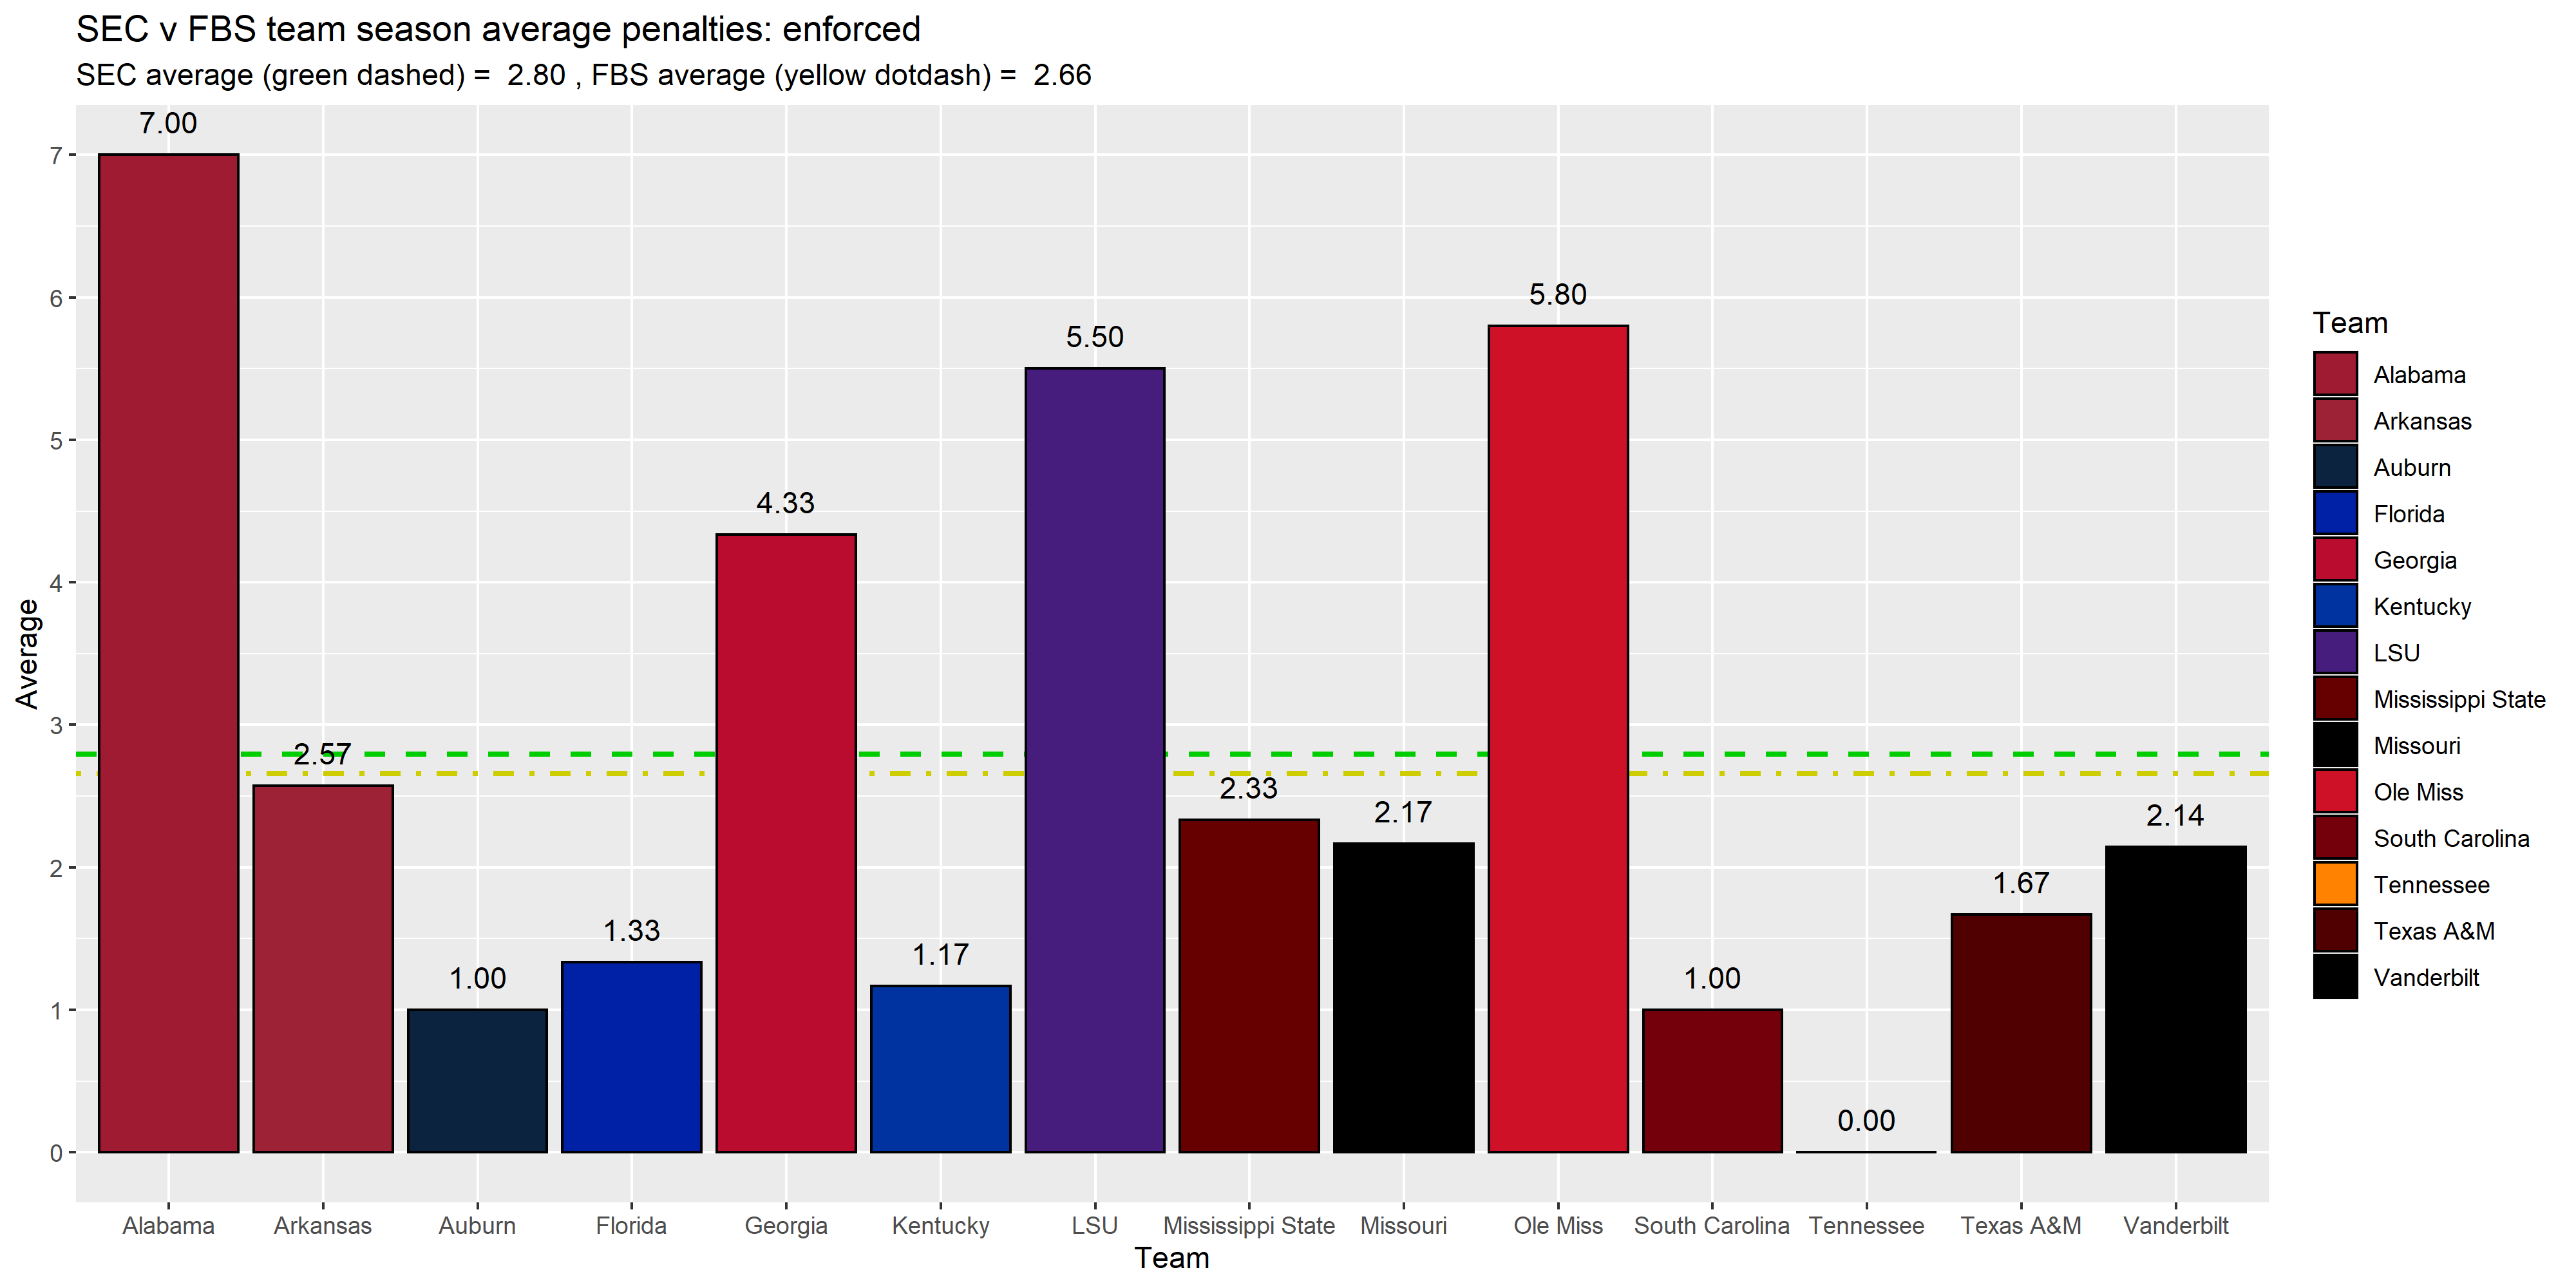 SEC v FBS team season average penalties: enforced
SEC average (green dashed) =  2.80 , FBS average (yellow dotdash) =  2.66
Average
7
6
5
4
3
2
1
0
7.00
2.57
1.00
1.33
4.33
1.17
5.50
2.33
2.17
5.80
1.00
0.00
1.67
2.14
Alabama
Arkansas
Auburn
Florida
Georgia
Kentucky
LSU
Mississippi State
Missouri
Ole Miss
South Carolina
Tennessee
Texas A&M
Vanderbilt
Team
Team
Alabama
Arkansas
Auburn
Florida
Georgia
Kentucky
LSU
Mississippi State
Missouri
Ole Miss
South Carolina
Tennessee
Texas A&M
Vanderbilt